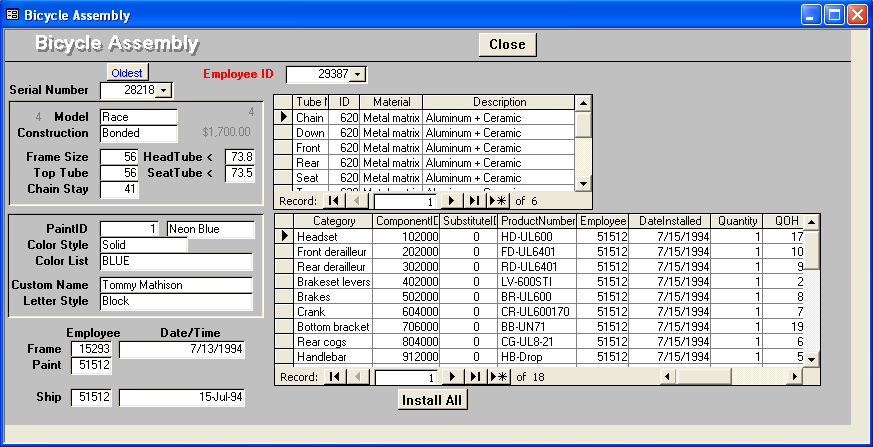 Bicycle Assembly
Bicycle Assembly
Close
Oldest
Employee ID 29387
Serial Number 28218
4 Model Race 4
Construction Bonded $1,700.00
Frame Size 56 HeadTube < 73.8
Top Tube 56 SeatTube < 73.5
Chain Stay 41
PaintID 1 Neon Blue
Color Style Solid
Color List BLUE
Custom Name Tommy Mathison
Letter Style Block
Employee Date/Time
Frame 15293 7/13/1994
Paint 51512
Ship 51512 15-Jul-94
Tube ID Material Description
Chain 620 Metal matrix Aluminum + Ceramic
Down 620 Metal matrix Aluminum + Ceramic
Front 620 Metal matrix Aluminum + Ceramic
Rear 620 Metal matrix Aluminum + Ceramic
Seat 620 Metal matrix Aluminum + Ceramic
Record: 1 of 6
Category ComponentID SubstituteID ProductNumber Employee DateInstalled Quantity QOH
Headset 102000 0 HD-UL600 51512 7/15/1994 1 17
Front derailleur 202000 0 FD-UL6401 51512 7/15/1994 1 10
Rear derailleur 302000 0 RD-UL6401 51512 7/15/1994 1 9
Brakeset levers 402000 0 LV-600STI 51512 7/15/1994 1 2
Brakes 502000 0 BR-UL600 51512 7/15/1994 1 8
Crank 604000 0 CR-UL600170 51512 7/15/1994 1 7
Bottom bracket 706000 0 BB-UN71 51512 7/15/1994 1 19
Rear cogs 804000 0 CG-UL8-21 51512 7/15/1994 1 6
Handlebar 912000 0 HB-Drop 51512 7/15/1994 1 5
Record: 1 of 18
Install All